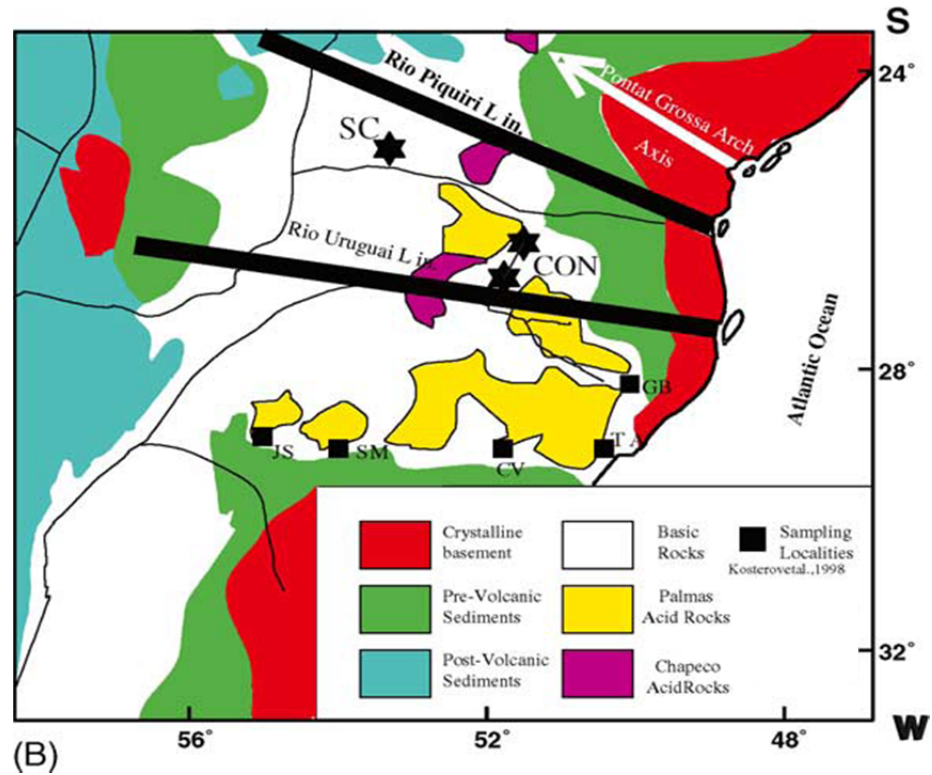 S
24°
Rio Piquiri L in.
Pontat Grossa Arch
Axis
SC
Rio Uruguai L in.
CON
Atlantic Ocean
28°
GB
JS
SM
CV
T A
Crystalline
basement
Basic
Rocks
Sampling
Localities
Kosterovetal.,1998
Pre-Volcanic
Sediments
Palmas
Acid Rocks
Post-Volcanic
Sediments
Chapeco
AcidRocks
32°
56°
52°
48°
W
(B)